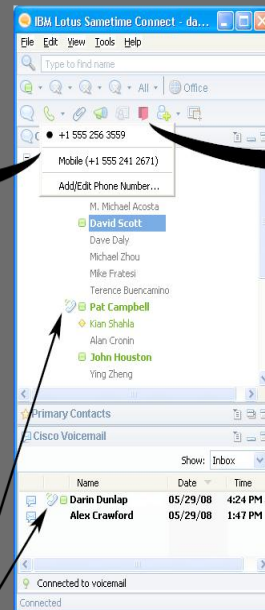 IBM Lotus Sametime Connect - da...
File Edit View Tools Help
Type to find name
All Office
+1 555 256 3559
Mobile (+1 555 241 2671)
Add/Edit Phone Number...
M. Michael Acosta
David Scott
Dave Daly
Michael Zhou
Mike Fratesi
Terence Buencamino
Pat Campbell
Kian Shahla
Alan Cronin
John Houston
Ying Zheng
Primary Contacts
Cisco Voicemail
Show: Inbox
Name Date Time
Darin Dunlap 05/29/08 4:24 PM
Alex Crawford 05/29/08 1:47 PM
Connected to voicemail
Connected